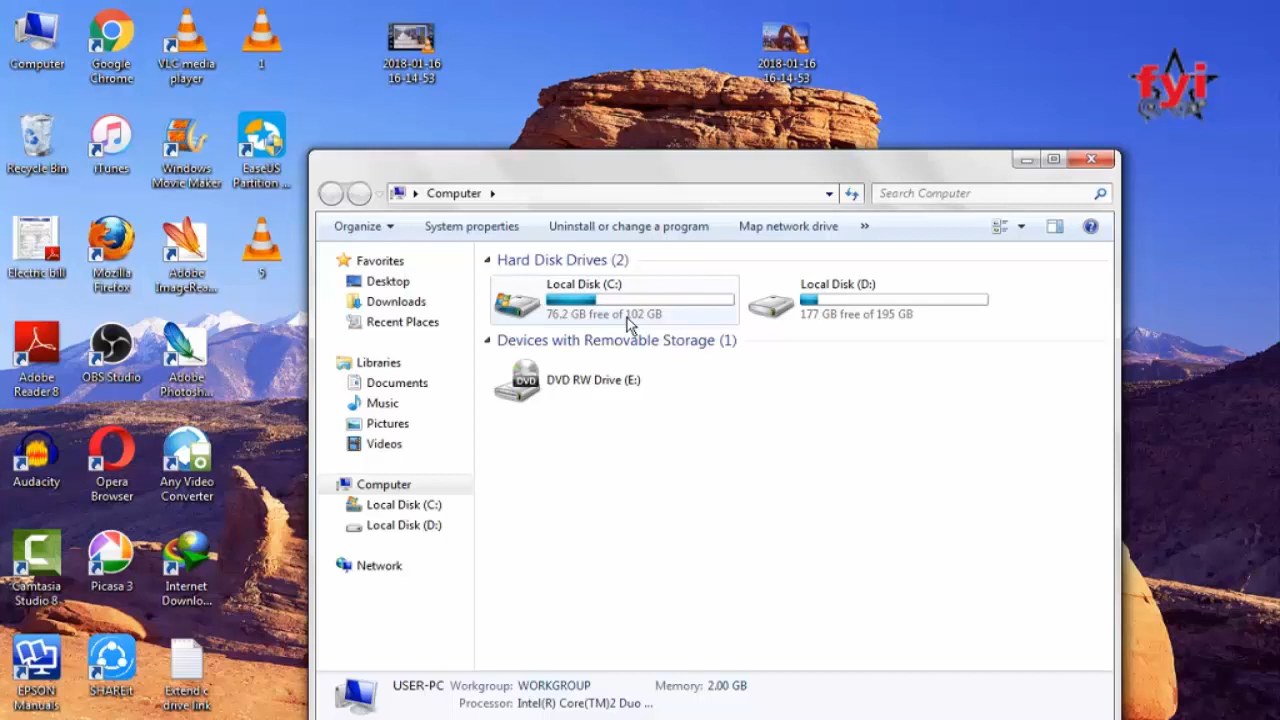 Computer
Google
Chrome
VLC media
player
1
2018-01-16
16-14-53
2018-01-16
16-14-53
fyi
Recycle Bin
iTunes
Windows
Movie Maker
EaseUS
Partition ...
Electric bill
Mozilla
Firefox
Adobe
ImageRea...
5
Adobe
Reader 8
OBS Studio
Adobe
Photosh...
Audacity
Opera
Browser
Any Video
Converter
Camtasia
Studio 8
Picasa 3
Internet
Downlo...
EPSON
Manuals
SHAREit
Extend c
drive link
Computer
Search Computer
Organize
System properties
Uninstall or change a program
Map network drive
»
Favorites
Desktop
Downloads
Recent Places
Libraries
Documents
Music
Pictures
Videos
Computer
Local Disk (C:)
Local Disk (D:)
Network
Hard Disk Drives (2)
Local Disk (C:)
76.2 GB free of 102 GB
Local Disk (D:)
177 GB free of 195 GB
Devices with Removable Storage (1)
DVD
DVD RW Drive (E:)
USER-PC
Workgroup: WORKGROUP
Memory: 2.00 GB
Processor: Intel(R) Core(TM)2 Duo ...